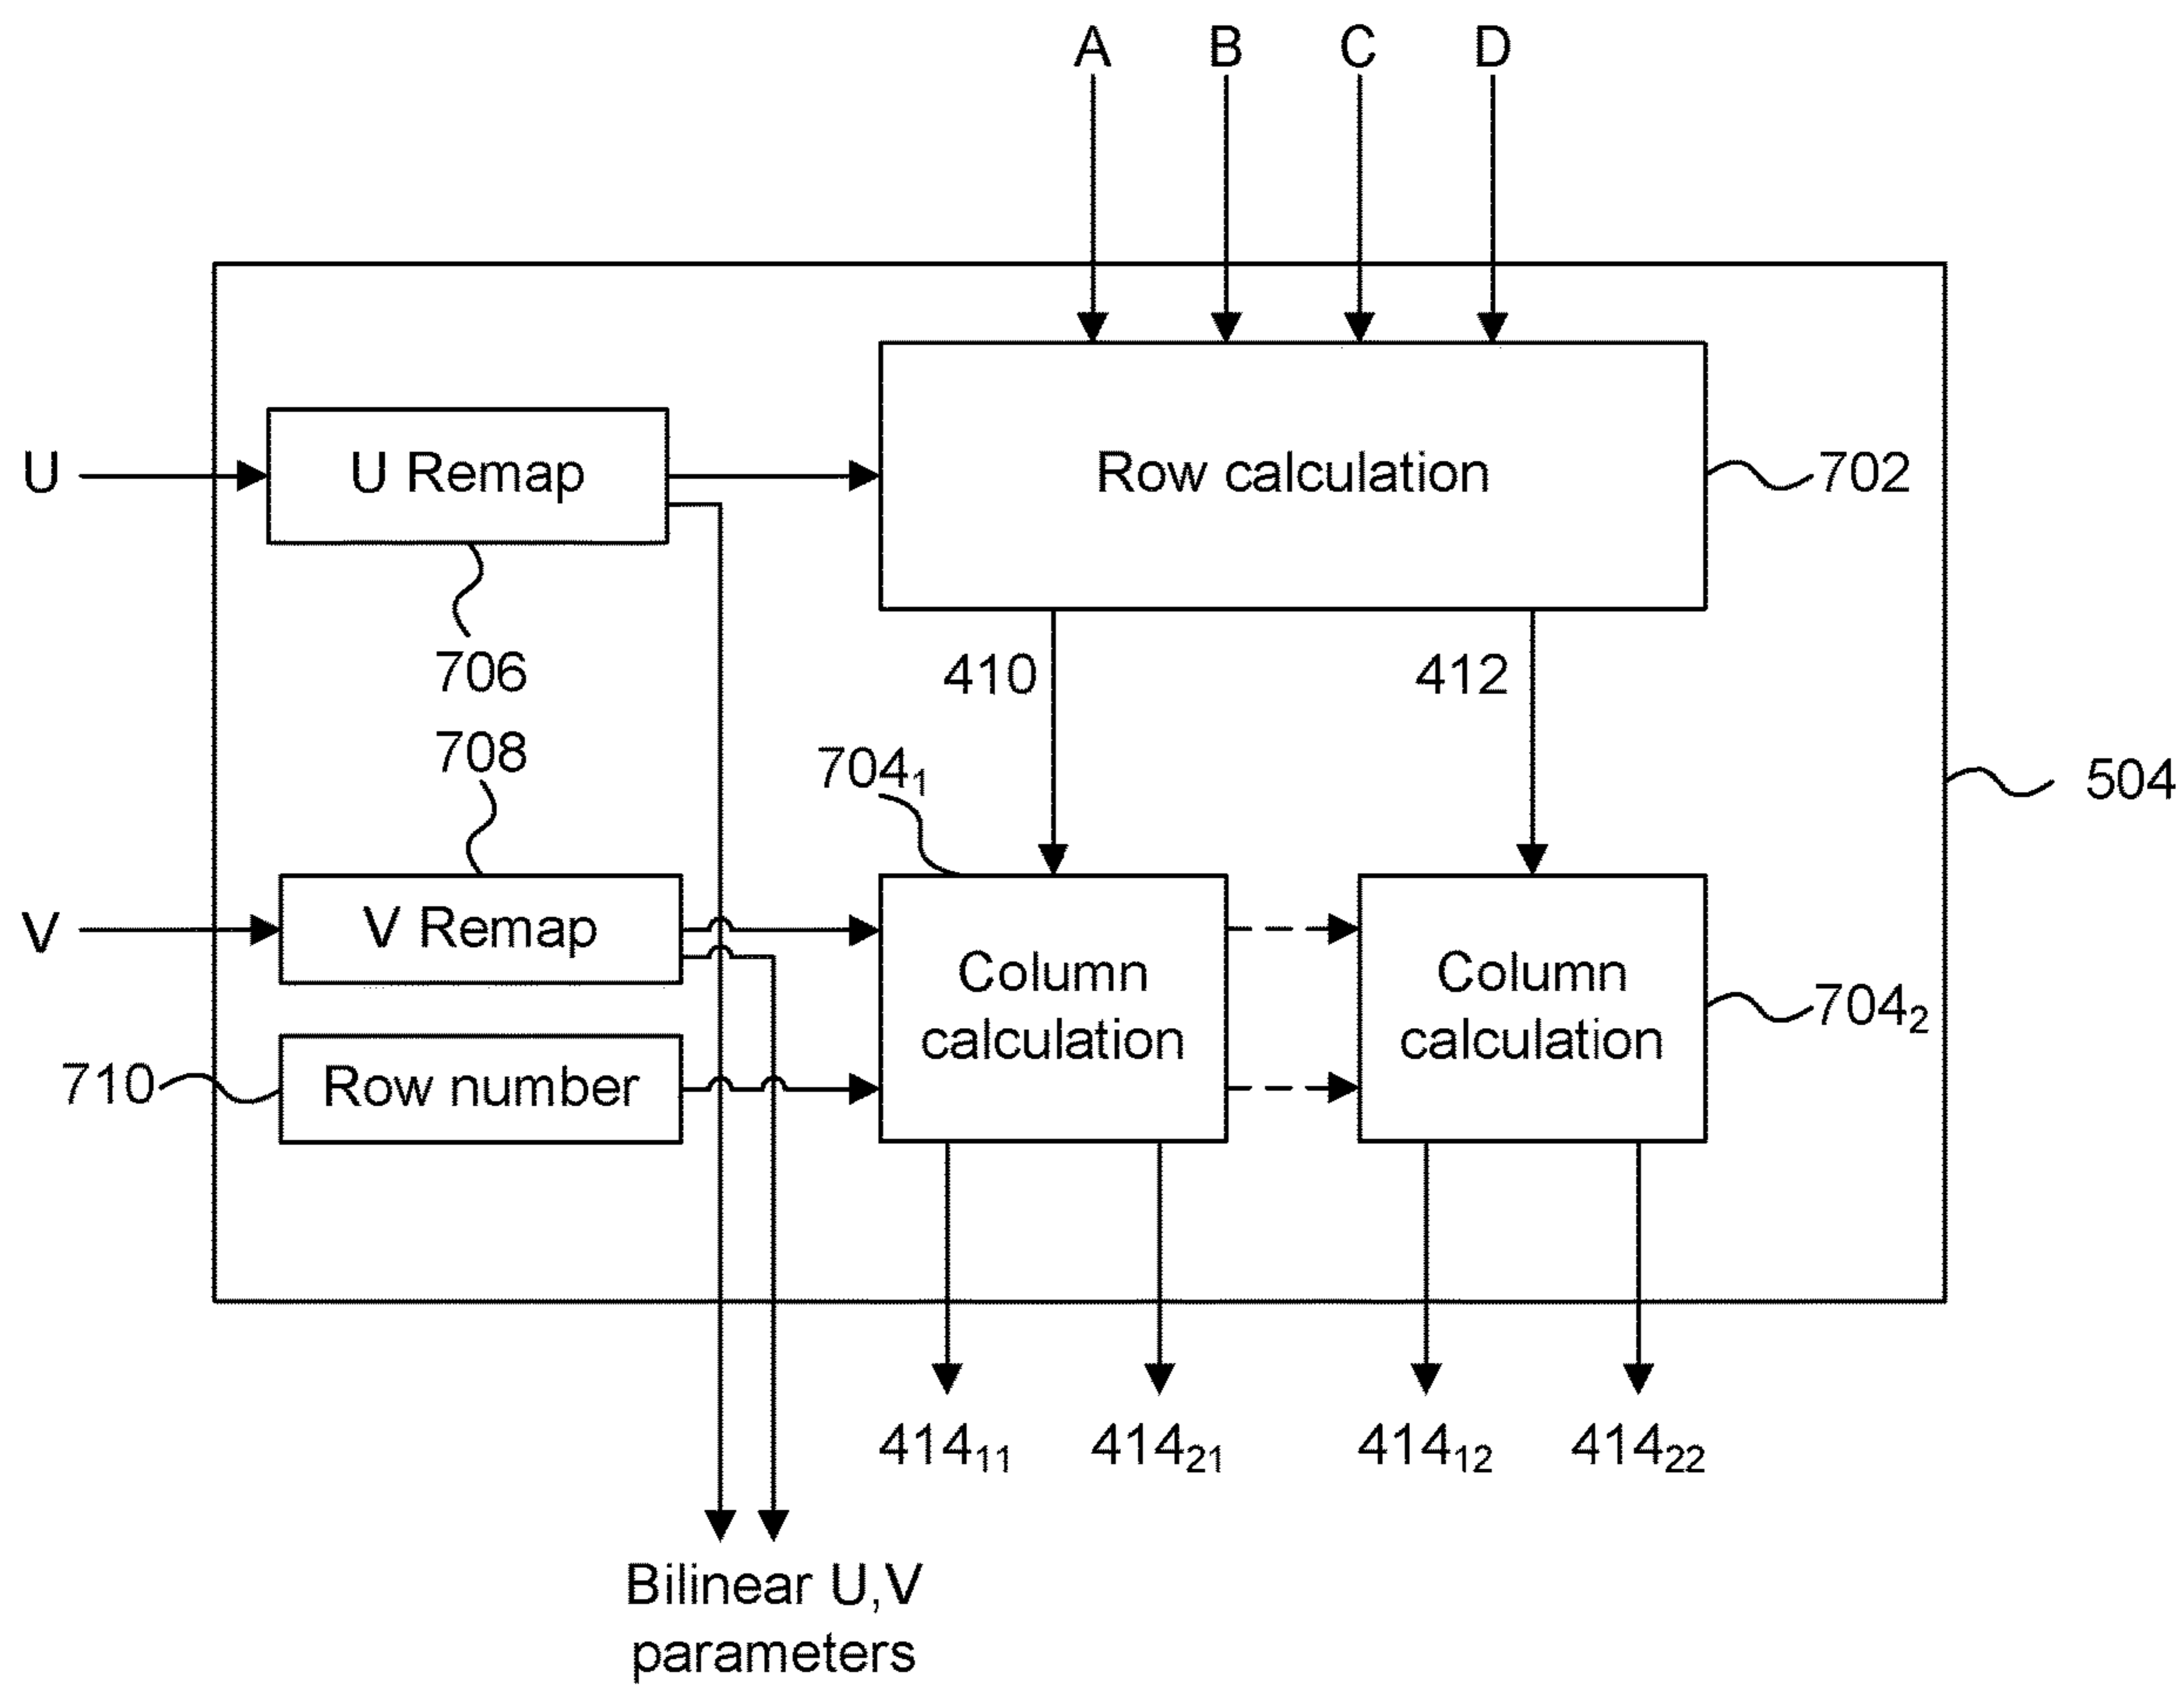 A B C D
U
U Remap
Row calculation
702
706
410
412
708
704₁
504
V
V Remap
Column
calculation
Column
calculation
704₂
710
Row number
414₁₁
414₂₁
414₁₂
414₂₂
Bilinear U,V
parameters